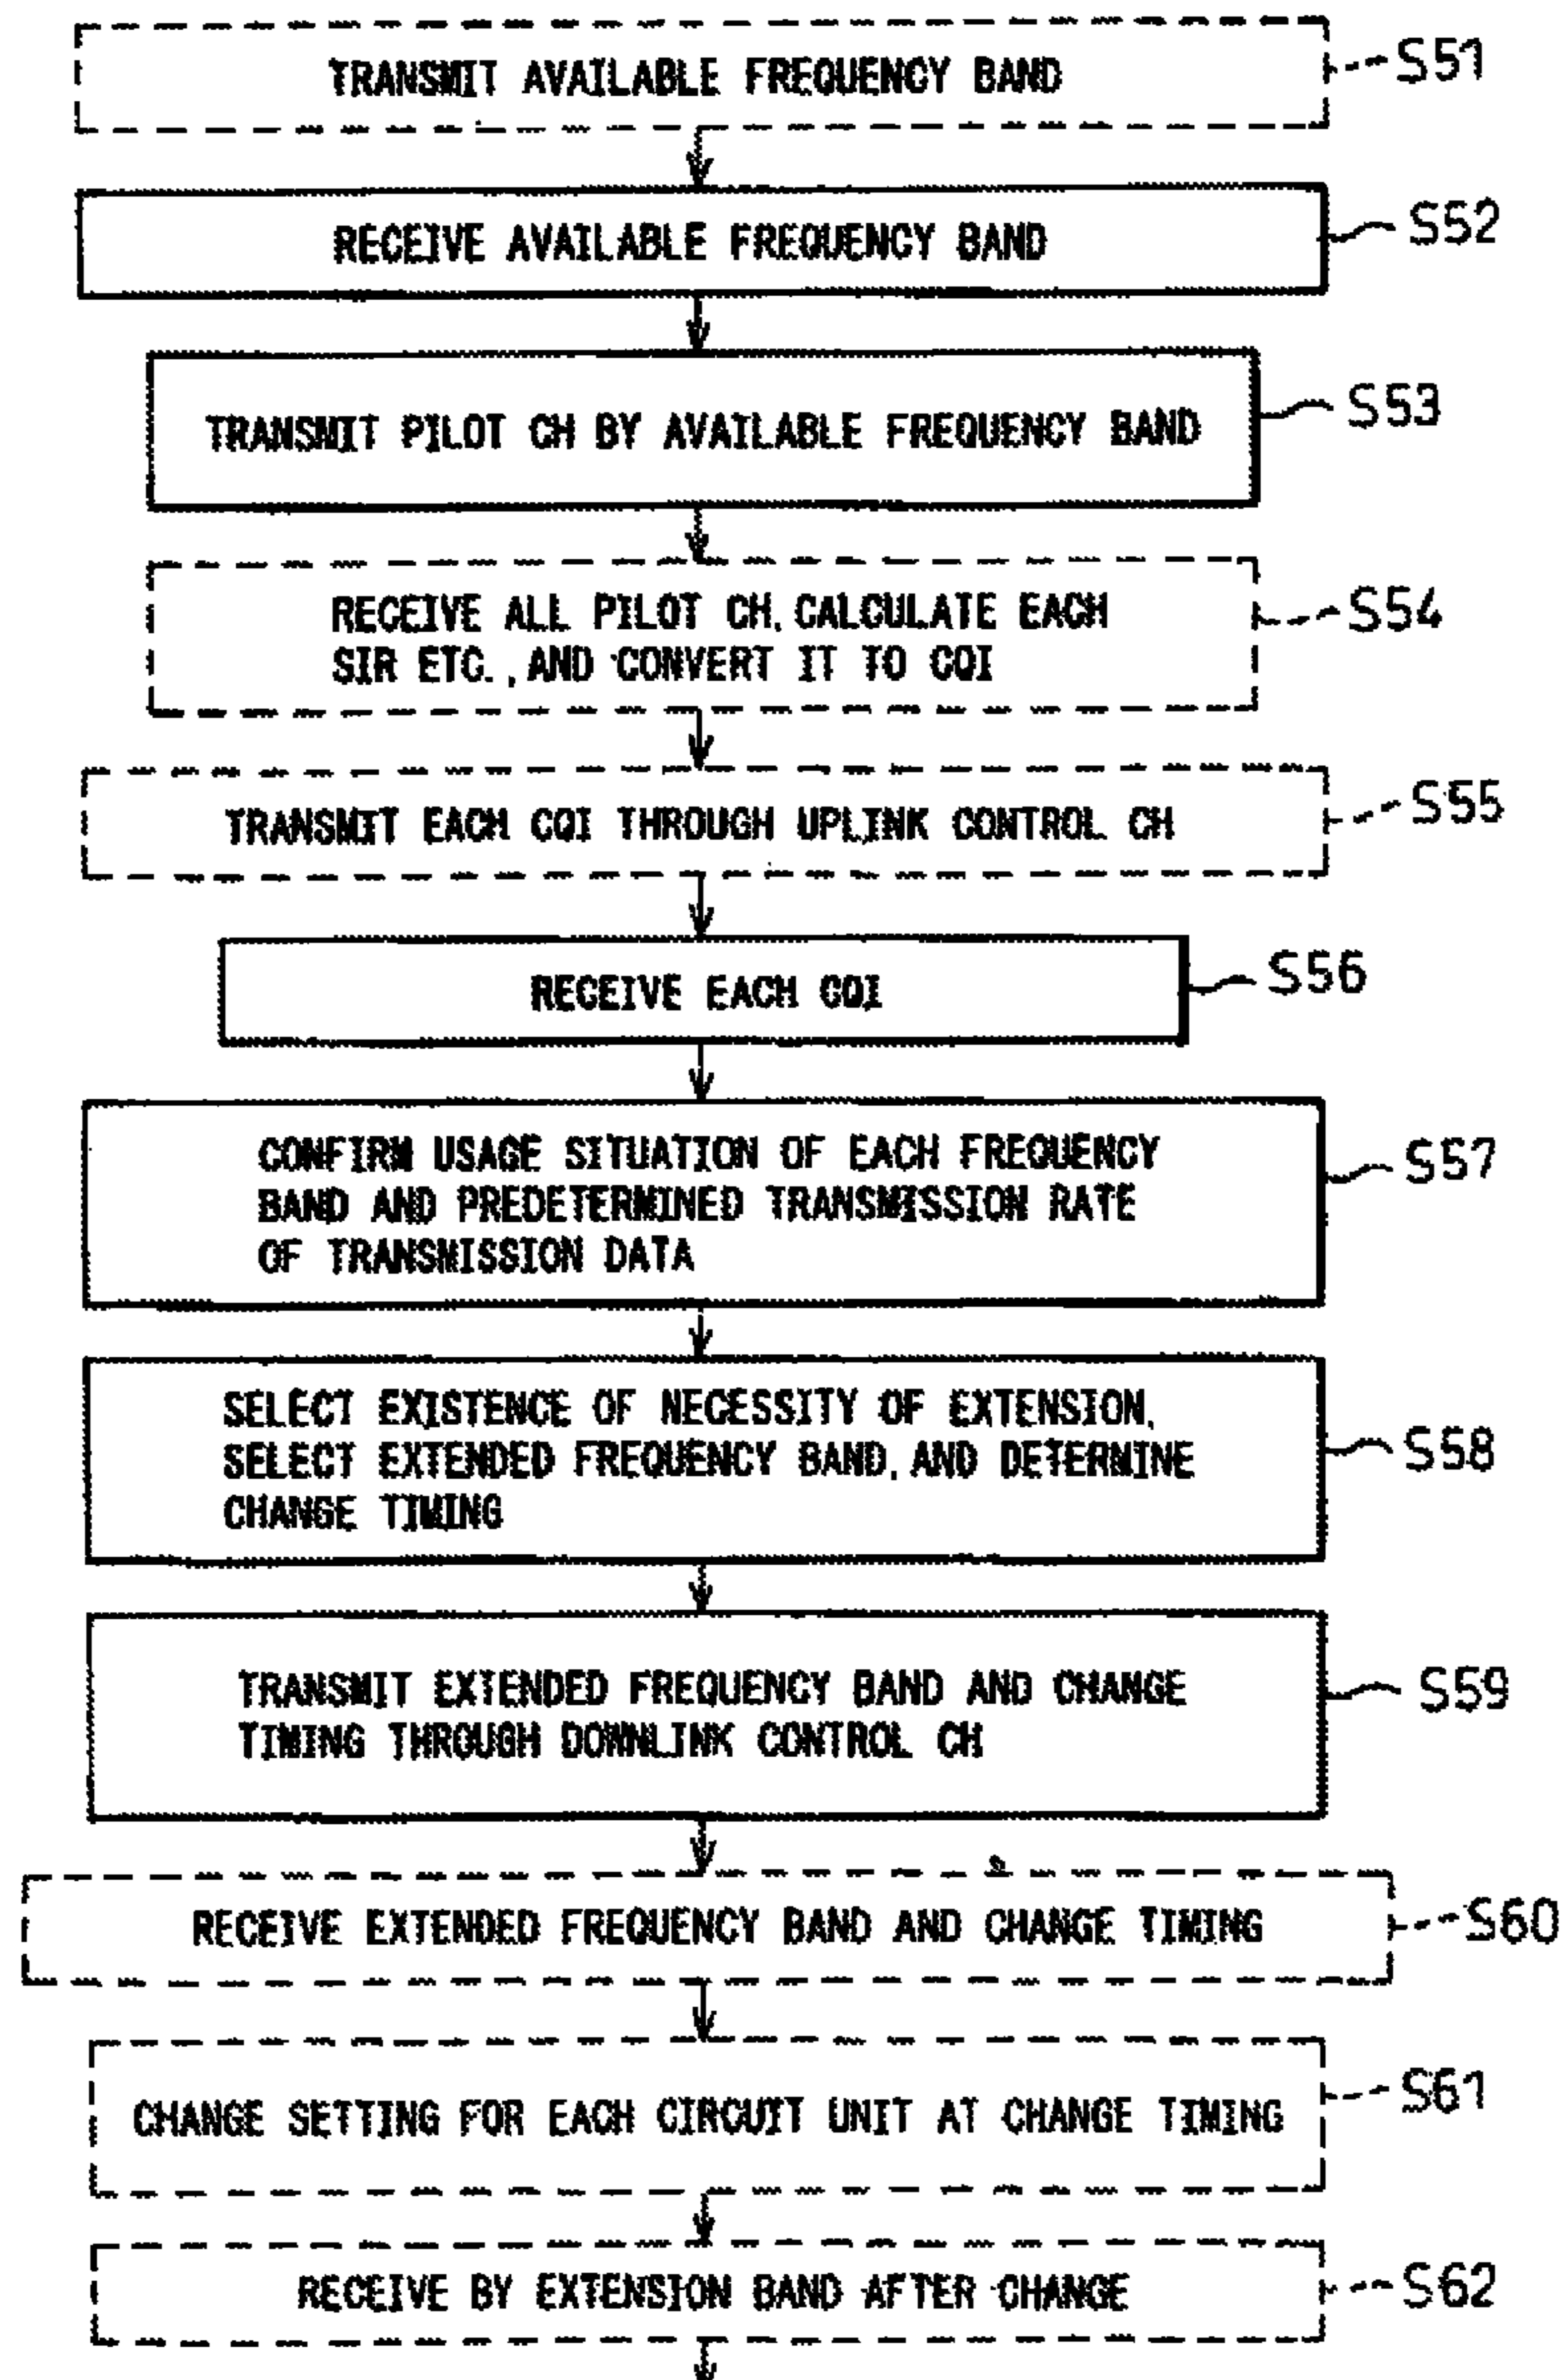 TRANSMIT AVAILABLE FREQUENCY BAND
S51
RECEIVE AVAILABLE FREQUENCY BAND
S52
TRANSMIT PILOT CH BY AVAILABLE FREQUENCY BAND
S53
RECEIVE ALL PILOT CH, CALCULATE EACH
SIR ETC., AND CONVERT IT TO CQI
S54
TRANSMIT EACH CQI THROUGH UPLINK CONTROL CH
S55
RECEIVE EACH CQI
S56
CONFIRM USAGE SITUATION OF EACH FREQUENCY
BAND AND PREDETERMINED TRANSMISSION RATE
OF TRANSMISSION DATA
S57
SELECT EXISTENCE OF NECESSITY OF EXTENSION,
SELECT EXTENDED FREQUENCY BAND, AND DETERMINE
CHANGE TIMING
S58
TRANSMIT EXTENDED FREQUENCY BAND AND CHANGE
TIMING THROUGH DOWNLINK CONTROL CH
S59
RECEIVE EXTENDED FREQUENCY BAND AND CHANGE TIMING
S60
CHANGE SETTING FOR EACH CIRCUIT UNIT AT CHANGE TIMING
S61
RECEIVE BY EXTENSION BAND AFTER CHANGE
S62